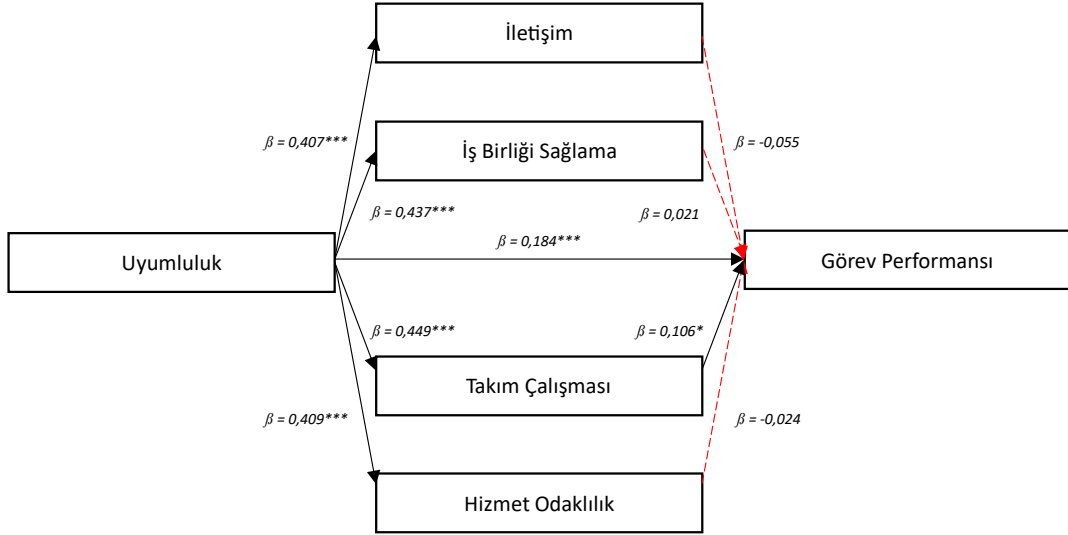 İletişim
β = 0,407***
İş Birliği Sağlama
β = -0,055
β = 0,437***
β = 0,021
β = 0,184***
Uyumluluk
Görev Performansı
β = 0,449***
β = 0,106*
Takım Çalışması
β = 0,409***
β = -0,024
Hizmet Odaklılık